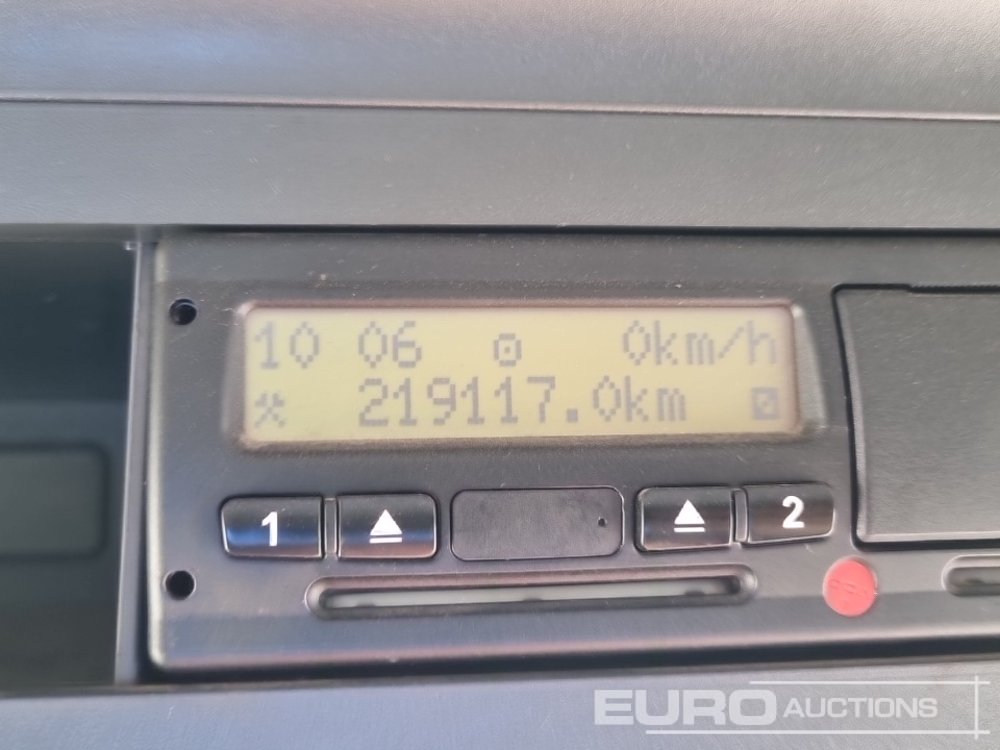 10 06 0km/h
219117.0km
1 2
EURO AUCTIONS